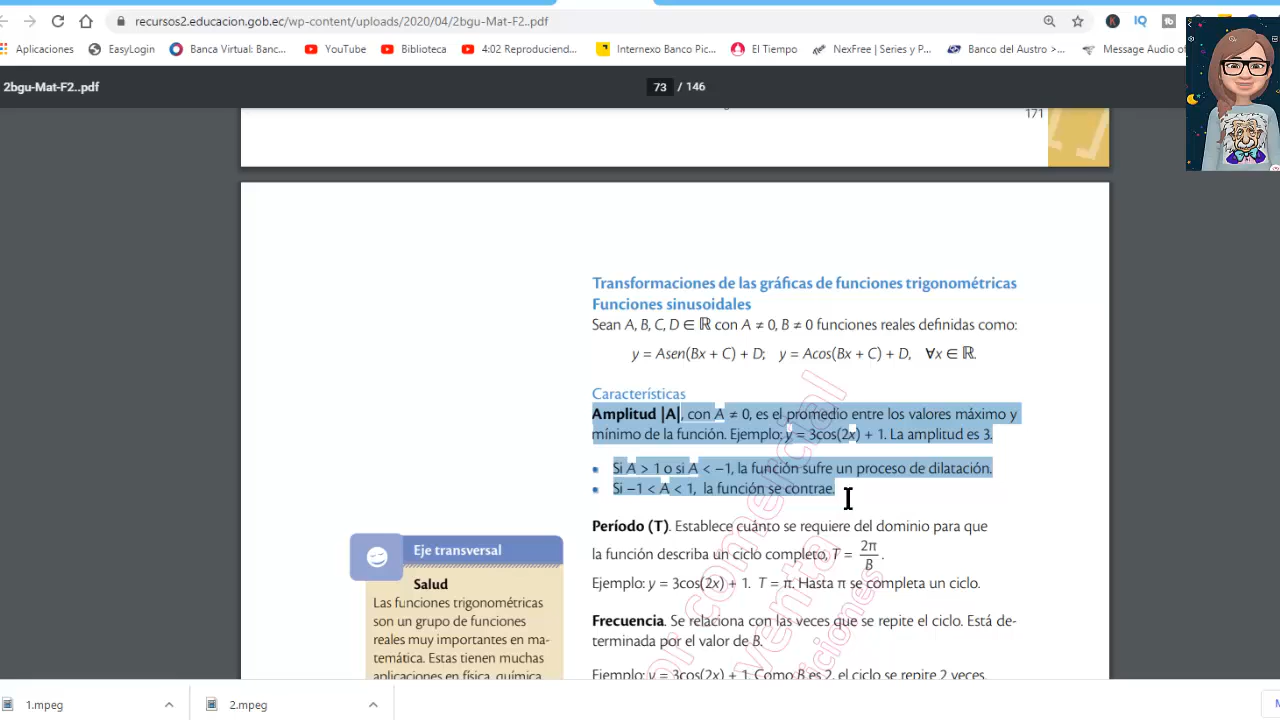 recursos2.educacion.gob.ec/wp-content/uploads/2020/04/2bgu-Mat-F2..pdf
Aplicaciones EasyLogin Banca Virtual: Banc... YouTube Biblioteca 4:02 Reproduciend... Internexo Banco Pic... El Tiempo NexFree | Series y P... Banco del Austro >... Message Audio of
2bgu-Mat-F2..pdf
73 / 146
171
Transformaciones de las gráficas de funciones trigonométricas
Funciones sinusoidales
Sean A, B, C, D ∈ ℝ con A ≠ 0, B ≠ 0 funciones reales definidas como:
y = Asen(Bx + C) + D; y = Acos(Bx + C) + D, ∀x ∈ ℝ.
Características
Amplitud |A|, con A ≠ 0, es el promedio entre los valores máximo y
mínimo de la función. Ejemplo: y = 3cos(2x) + 1. La amplitud es 3.
• Si A > 1 o si A < −1, la función sufre un proceso de dilatación.
• Si −1 < A < 1, la función se contrae.
Período (T). Establece cuánto se requiere del dominio para que
la función describa un ciclo completo, T = 2π/B.
Ejemplo: y = 3cos(2x) + 1. T = π. Hasta π se completa un ciclo.
Frecuencia. Se relaciona con las veces que se repite el ciclo. Está de-
terminada por el valor de B.
Ejemplo: y = 3cos(2x) + 1. Como B es 2, el ciclo se repite 2 veces.
Eje transversal
Salud
Las funciones trigonométricas
son un grupo de funciones
reales muy importantes en ma-
temática. Estas tienen muchas
aplicaciones en física, química,
comercial
venta
ciones
1.mpeg 2.mpeg